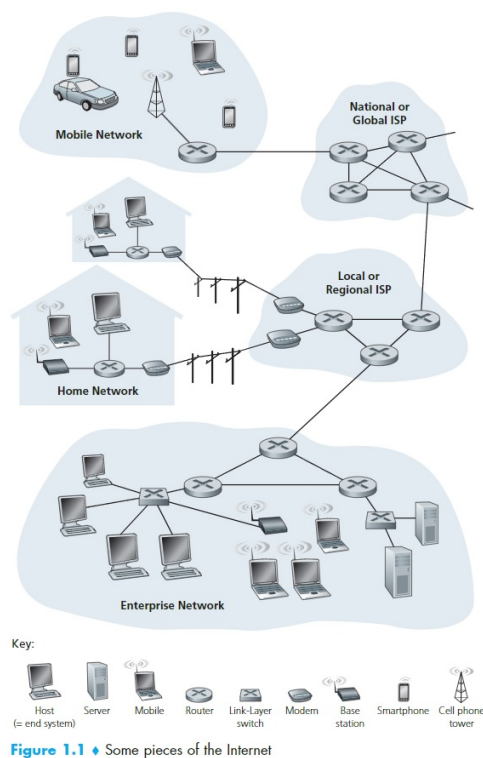 Mobile Network
National or
Global ISP
Local or
Regional ISP
Home Network
Enterprise Network
Key:
Host
(= end system)
Server
Mobile
Router
Link-Layer
switch
Modem
Base
station
Smartphone
Cell phone
tower
Figure 1.1 ♦ Some pieces of the Internet